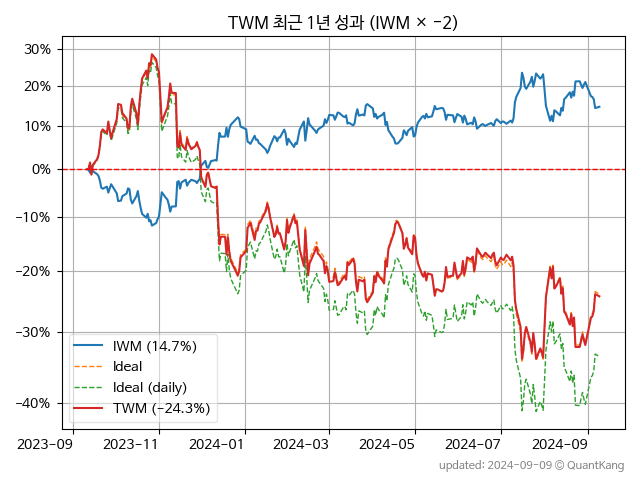 TWM 최근 1년 성과 (IWM × −2)
30%
20%
10%
0%
−10%
−20%
−30%
−40%
IWM (14.7%)
Ideal
Ideal (daily)
TWM (−24.3%)
2023−09 2023−11 2024−01 2024−03 2024−05 2024−07 2024−09
updated: 2024−09−09 © QuantKang